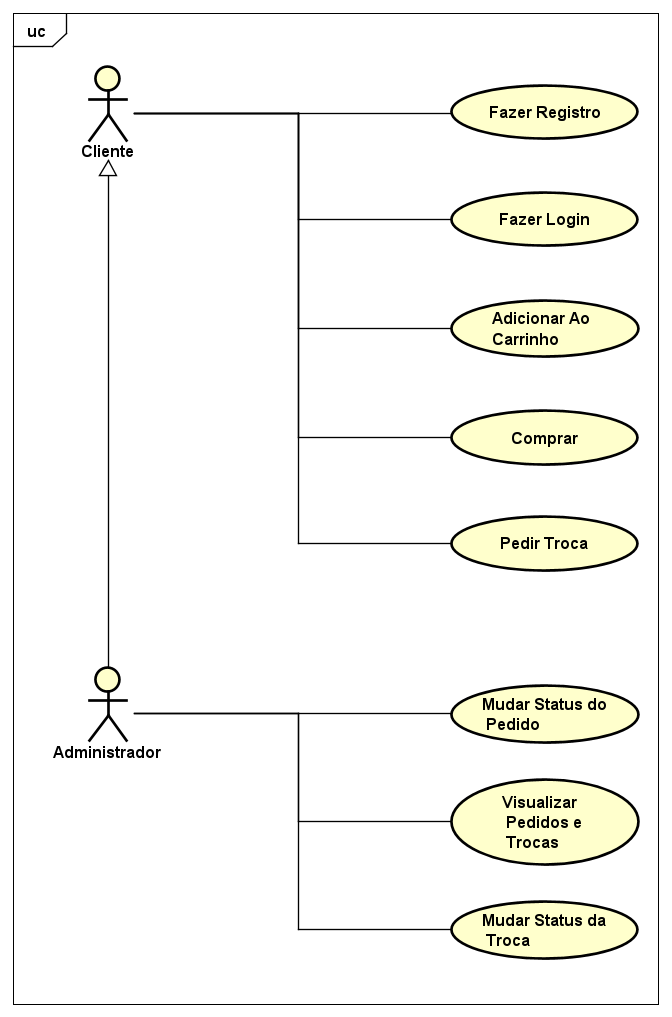 uc
Cliente
Fazer Registro
Fazer Login
Adicionar Ao
Carrinho
Comprar
Pedir Troca
Administrador
Mudar Status do
Pedido
Visualizar
Pedidos e
Trocas
Mudar Status da
Troca